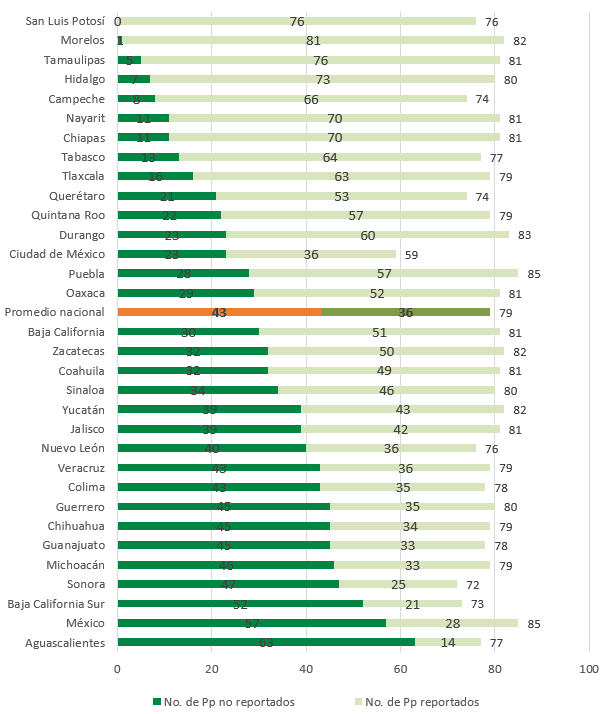 San Luis Potosí 0 76 76
Morelos 1 81 82
Tamaulipas 5 76 81
Hidalgo 7 73 80
Campeche 8 66 74
Nayarit 11 70 81
Chiapas 11 70 81
Tabasco 13 64 77
Tlaxcala 16 63 79
Querétaro 21 53 74
Quintana Roo 22 57 79
Durango 23 60 83
Ciudad de México 23 36 59
Puebla 28 57 85
Oaxaca 29 52 81
Promedio nacional 43 36 79
Baja California 30 51 81
Zacatecas 32 50 82
Coahuila 32 49 81
Sinaloa 34 46 80
Yucatán 39 43 82
Jalisco 39 42 81
Nuevo León 40 36 76
Veracruz 43 36 79
Colima 43 35 78
Guerrero 45 35 80
Chihuahua 45 34 79
Guanajuato 45 33 78
Michoacán 46 33 79
Sonora 47 25 72
Baja California Sur 52 21 73
México 57 28 85
Aguascalientes 63 14 77
0 20 40 60 80 100
No. de Pp no reportados No. de Pp reportados